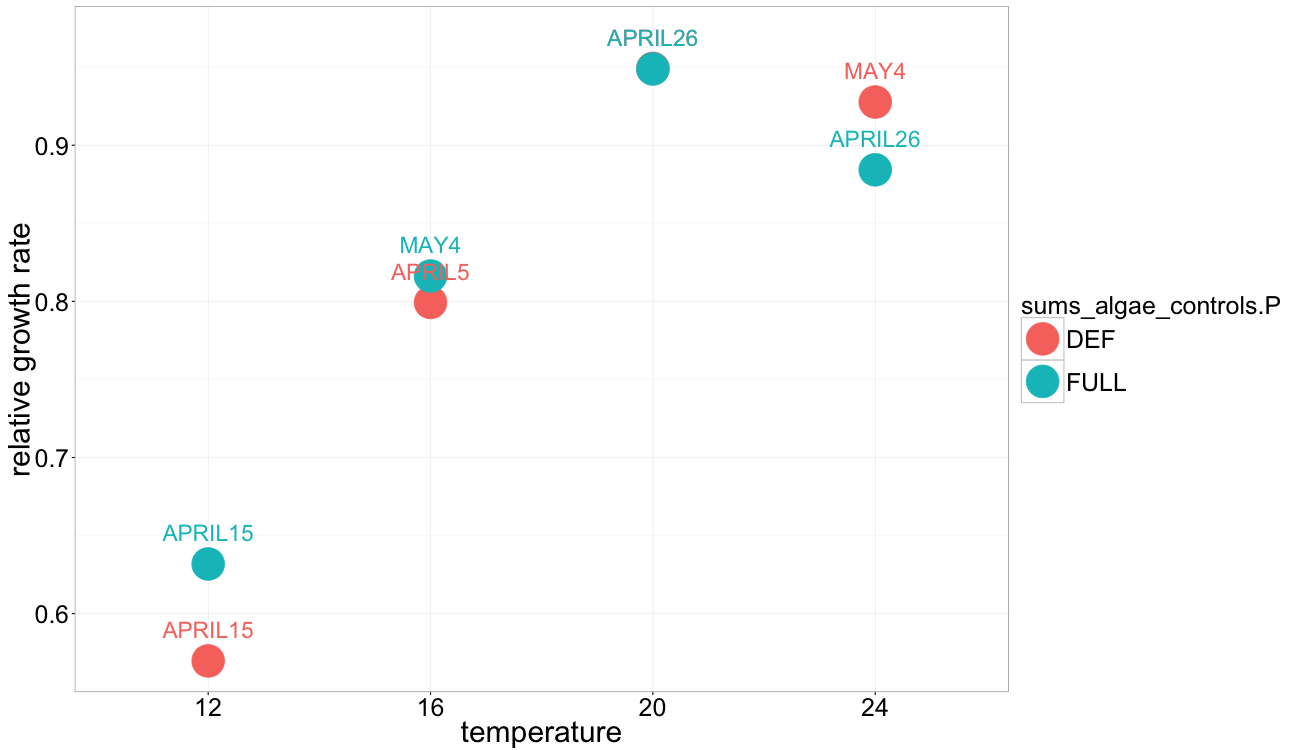 APRIL26
MAY4
APRIL26
0.9
MAY4
APRIL5
0.8
relative growth rate
sums_algae_controls.P
DEF
FULL
0.7
APRIL15
0.6
APRIL15
12 16 20 24
temperature